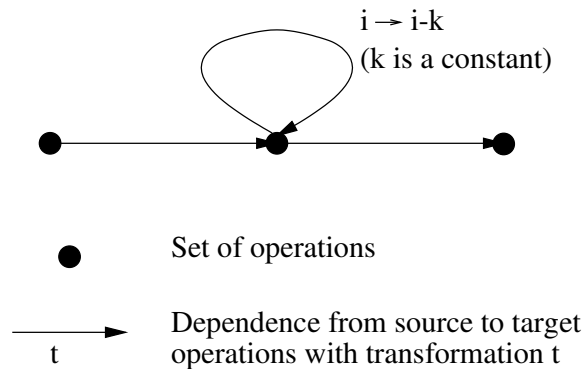 i → i-k
(k is a constant)
Set of operations
Dependence from source to target
t
operations with transformation t